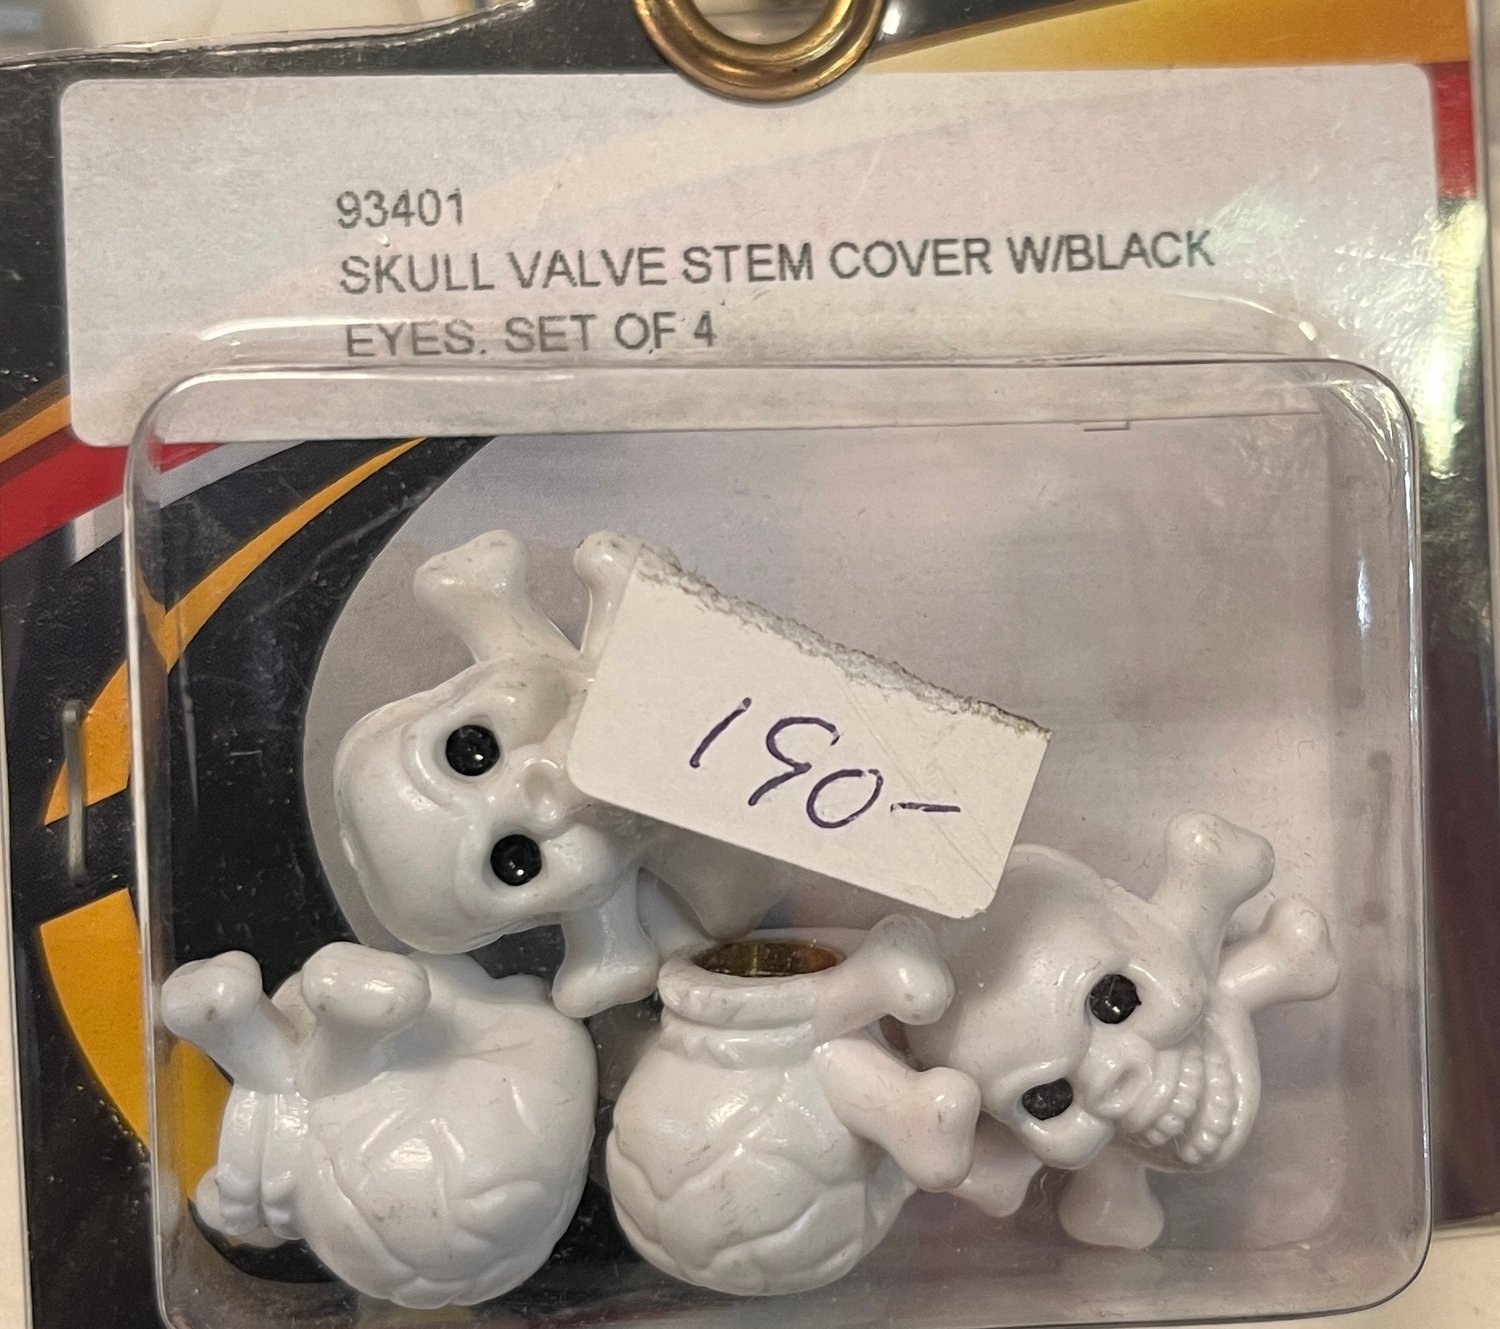 93401
SKULL VALVE STEM COVER W/BLACK
EYES. SET OF 4
190-